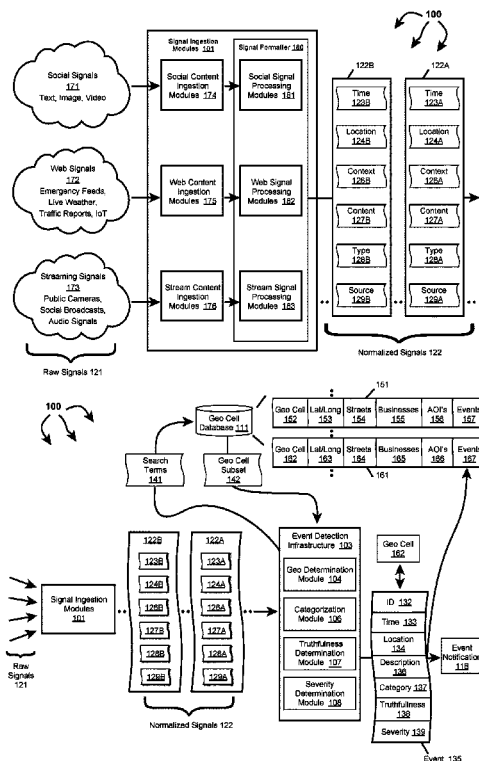 100
Signal Ingestion
Modules 101
Signal Formatter 180
Social Signals
171
Text, Image, Video
Social Content
Ingestion
Modules 174
Social Signal
Processing
Modules 181
Web Signals
172
Emergency Feeds,
Live Weather,
Traffic Reports, IoT
Web Content
Ingestion
Modules 175
Web Signal
Processing
Modules 182
Streaming Signals
173
Public Cameras,
Social Broadcasts,
Audio Signals
Stream Content
Ingestion
Modules 176
Stream Signal
Processing
Modules 183
Raw Signals 121
122B
122A
Time
123B
Time
123A
Location
124B
Location
124A
Context
126B
Context
126A
Content
127B
Content
127A
Type
128B
Type
128A
Source
129B
Source
129A
Normalized Signals 122
100
Geo Cell
Database 111
151
Geo Cell
152
Lat/Long
153
Streets
154
Businesses
155
AOI's
156
Events
157
Geo Cell
162
Lat/Long
163
Streets
164
Businesses
165
AOI's
166
Events
167
161
Search
Terms
141
Geo Cell
Subset
142
Raw
Signals
121
Signal Ingestion
Modules
101
122B
122A
123B
123A
124B
124A
126B
126A
127B
127A
128B
128A
129B
129A
Normalized Signals 122
Event Detection
Infrastructure 103
Geo Determination
Module 104
Categorization
Module 106
Truthfulness
Determination
Module 107
Severity
Determination
Module 108
Geo Cell
162
ID 132
Time 133
Location
134
Description
136
Category 137
Truthfullness
138
Severity 139
Event 135
Event
Notification
116